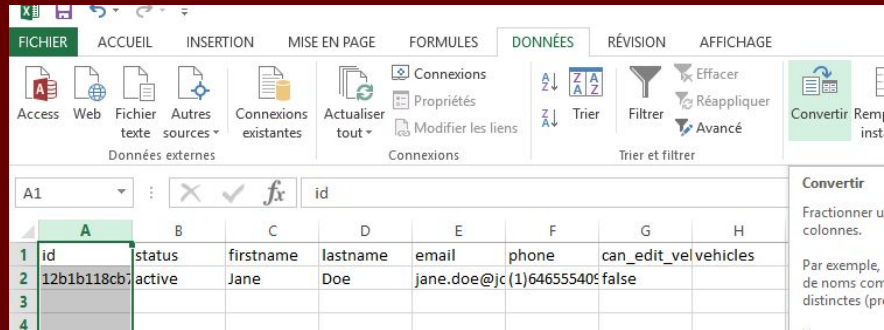 FICHIER ACCUEIL INSERTION MISE EN PAGE FORMULES DONNÉES RÉVISION AFFICHAGE
Access Web Fichier texte Autres sources Connexions existantes
Données externes
Actualiser tout Connexions
Propriétés
Modifier les liens
Connexions
Trier Filtrer Effacer
Réappliquer
Avancé
Trier et filtrer
Convertir
A1 fx id
A B C D E F G H
1 id status firstname lastname email phone can_edit_vel vehicles
2 12b1b118cb7 active Jane Doe jane.doe@jc (1)646555409 false
3
4
Convertir
Fractionner u
colonnes.
Par exemple,
de noms com
distinctes (pré